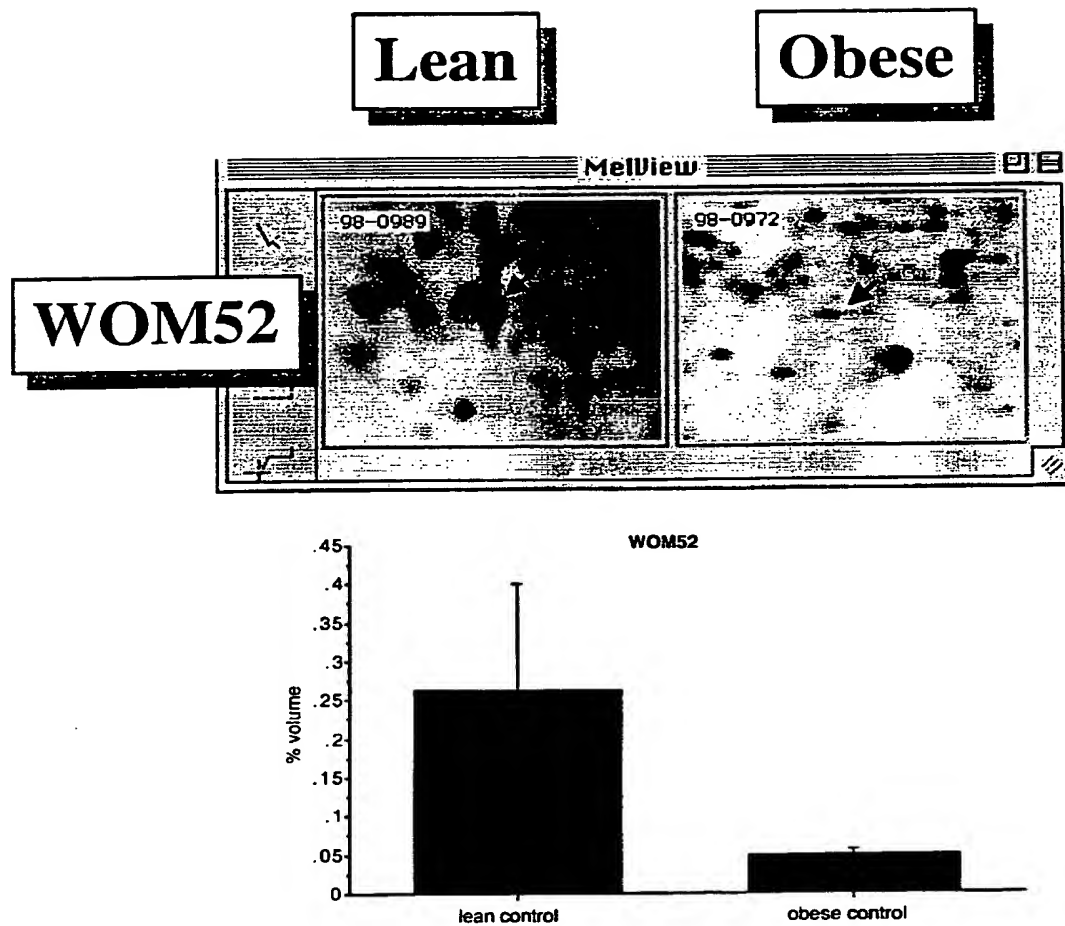 Lean
Obese
MelView
98-0989
98-0972
WOM52
WOM52
.45
.4
.35
.3
.25
.2
.15
.1
.05
0
% volume
lean control
obese control